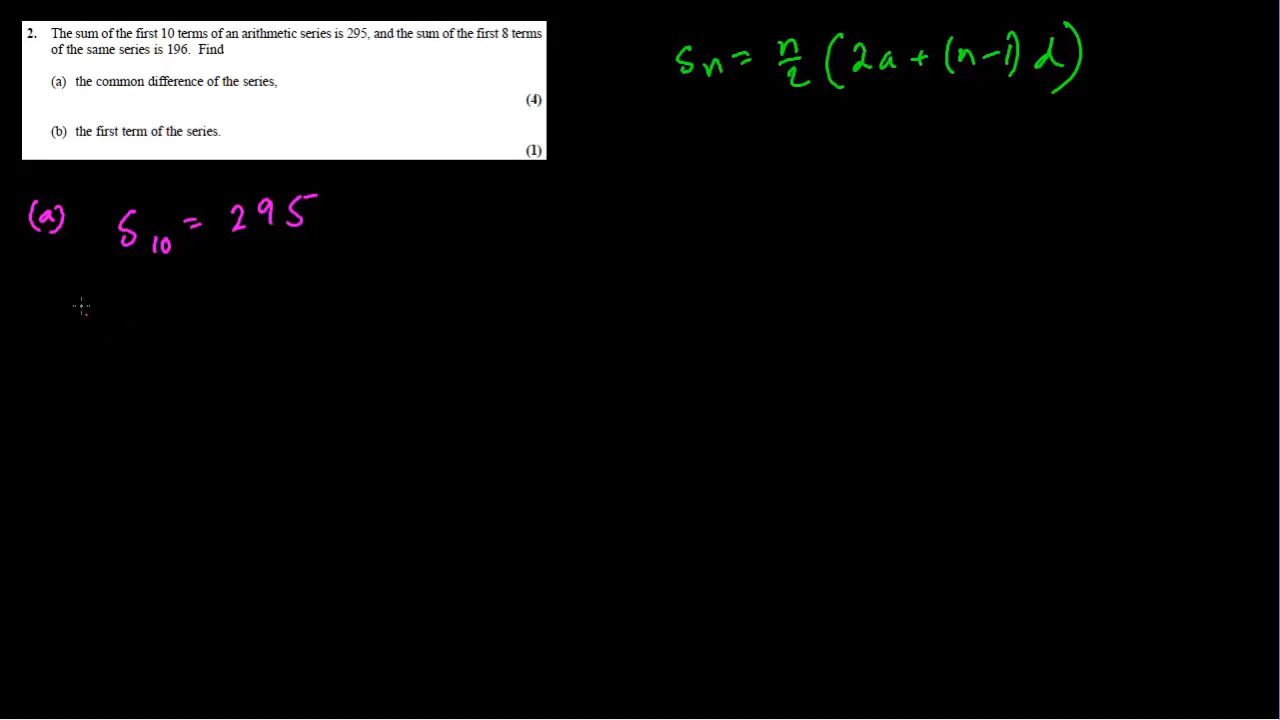 2. The sum of the first 10 terms of an arithmetic series is 295, and the sum of the first 8 terms
of the same series is 196. Find
(a) the common difference of the series,
(4)
(b) the first term of the series.
(1)
Sn = n/2 (2a + (n-1) d)
(a) S10 = 295